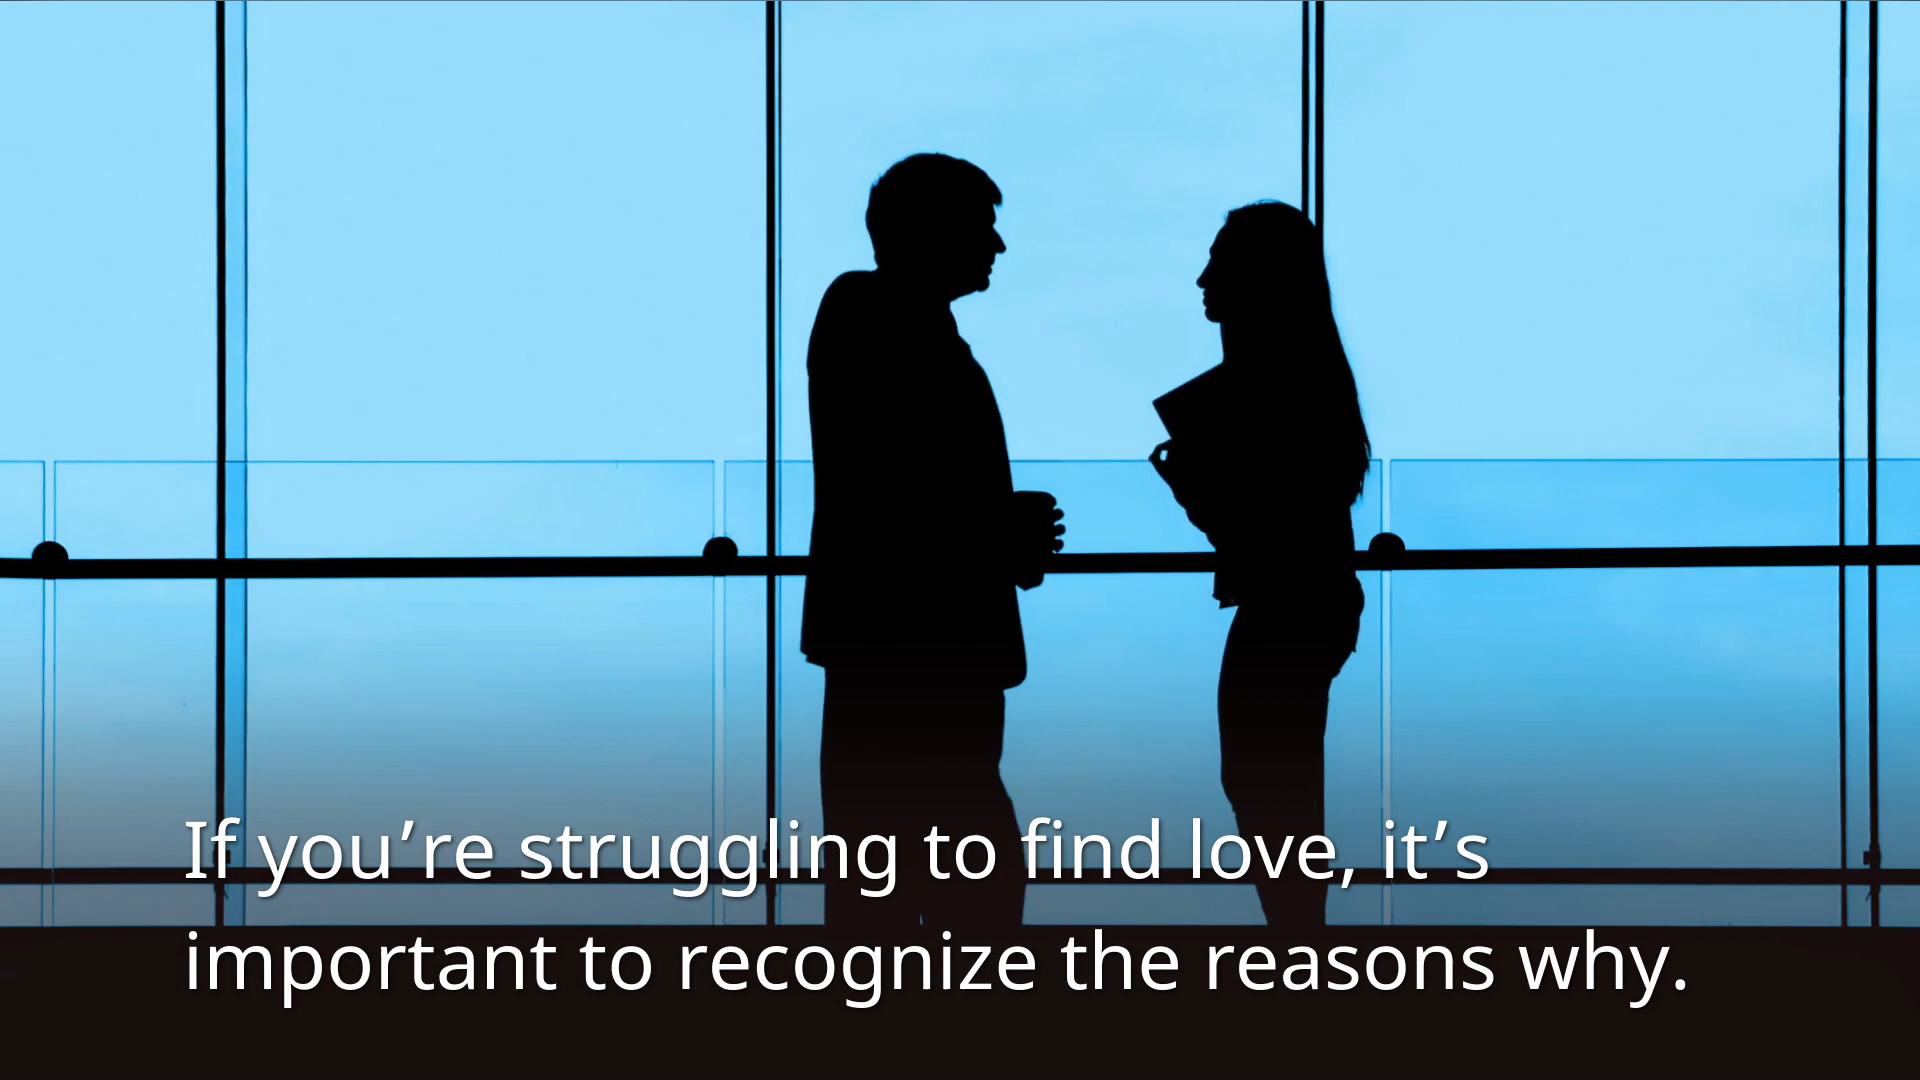 If you’re struggling to find love, it’s
important to recognize the reasons why.